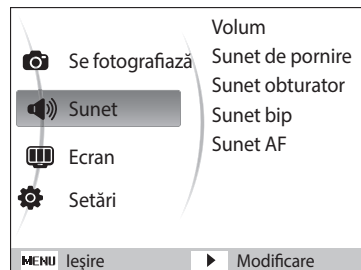 Se fotografiază
Sunet
Ecran
Setări
Volum
Sunet de pornire
Sunet obturator
Sunet bip
Sunet AF
MENU Ieşire
Modificare